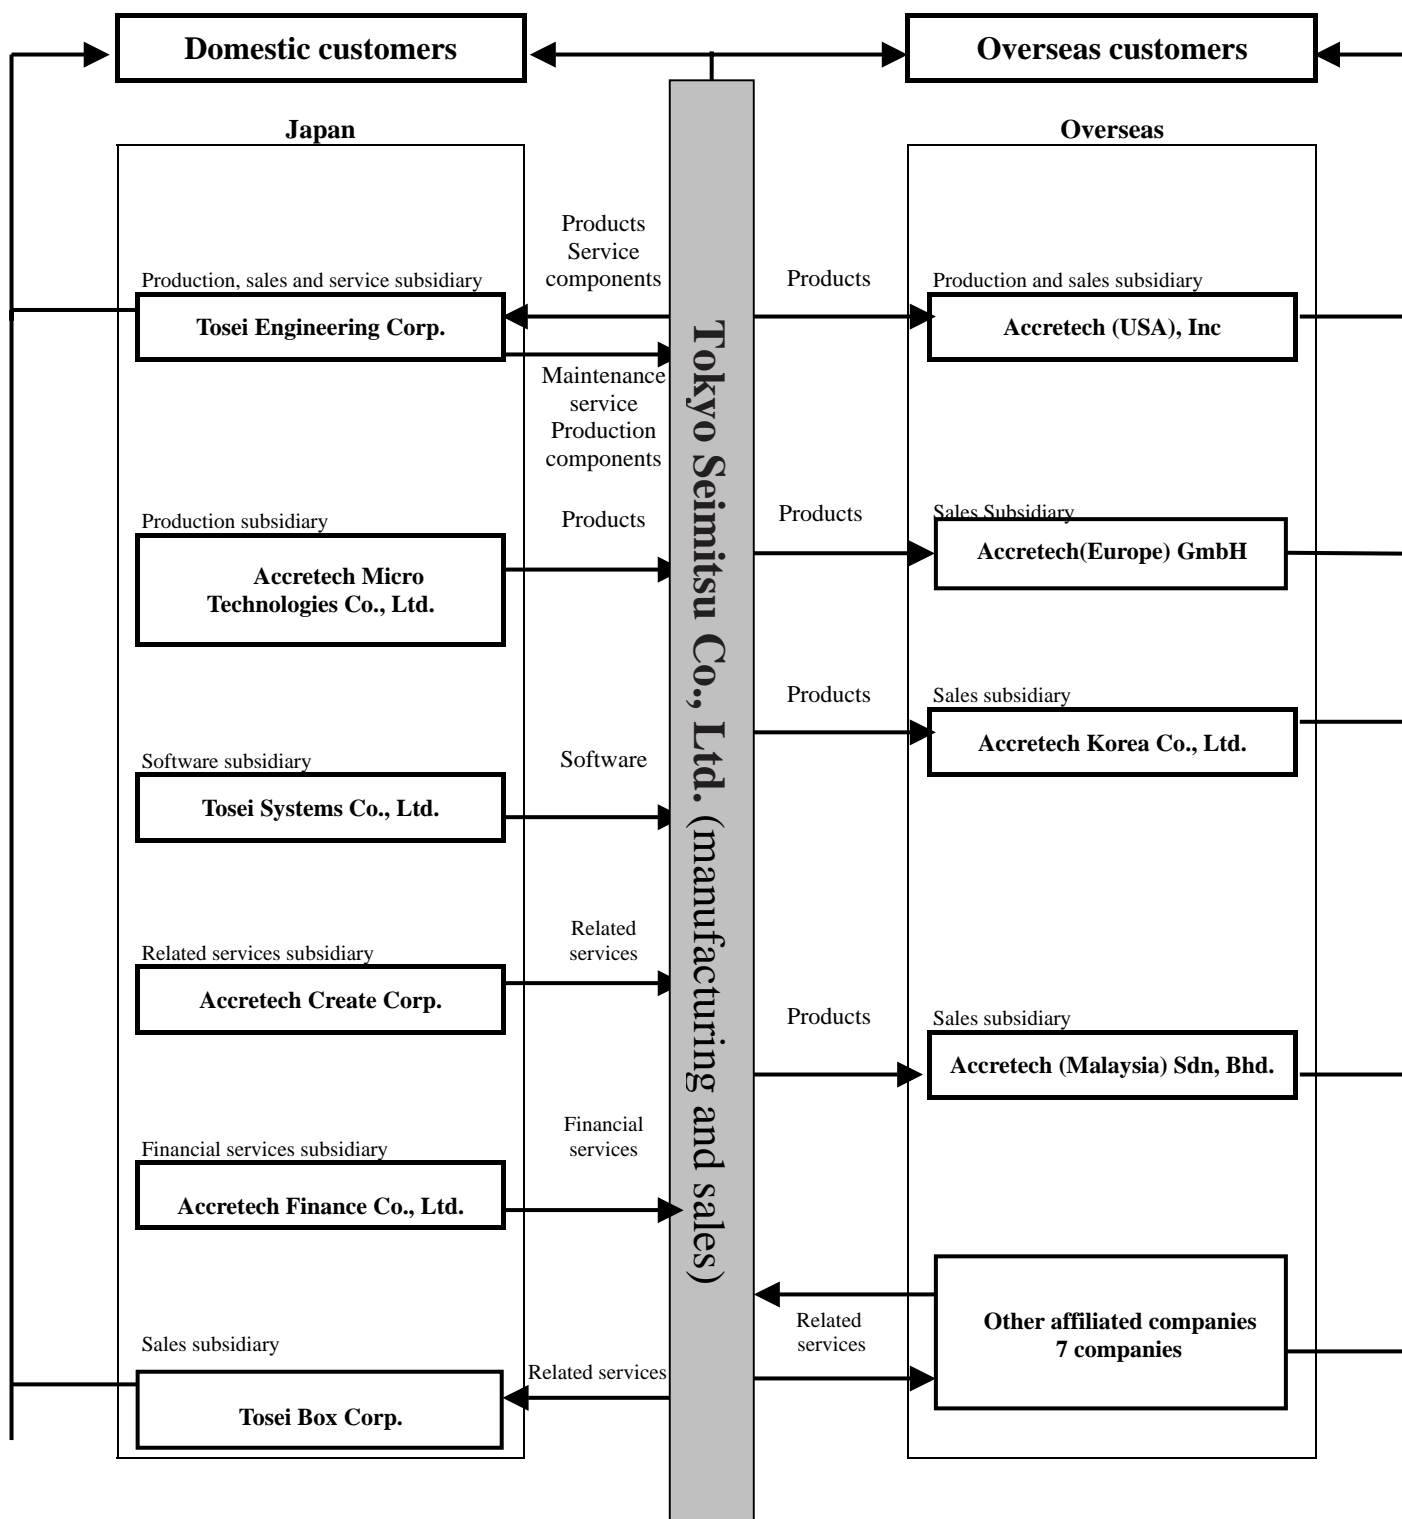 Domestic customers
Overseas customers
Japan
Overseas
Products
Service
components
Products
Production, sales and service subsidiary
Tosei Engineering Corp.
Production and sales subsidiary
Accretech (USA), Inc
Maintenance
service
Production
components
Tokyo Seimitsu Co., Ltd. (manufacturing and sales)
Production subsidiary
Products
Accretech Micro
Technologies Co., Ltd.
Products
Sales Subsidiary
Accretech(Europe) GmbH
Products
Sales subsidiary
Accretech Korea Co., Ltd.
Software subsidiary
Software
Tosei Systems Co., Ltd.
Related services subsidiary
Related
services
Accretech Create Corp.
Products
Sales subsidiary
Accretech (Malaysia) Sdn, Bhd.
Financial services subsidiary
Financial
services
Accretech Finance Co., Ltd.
Related
services
Other affiliated companies
7 companies
Sales subsidiary
Related services
Tosei Box Corp.